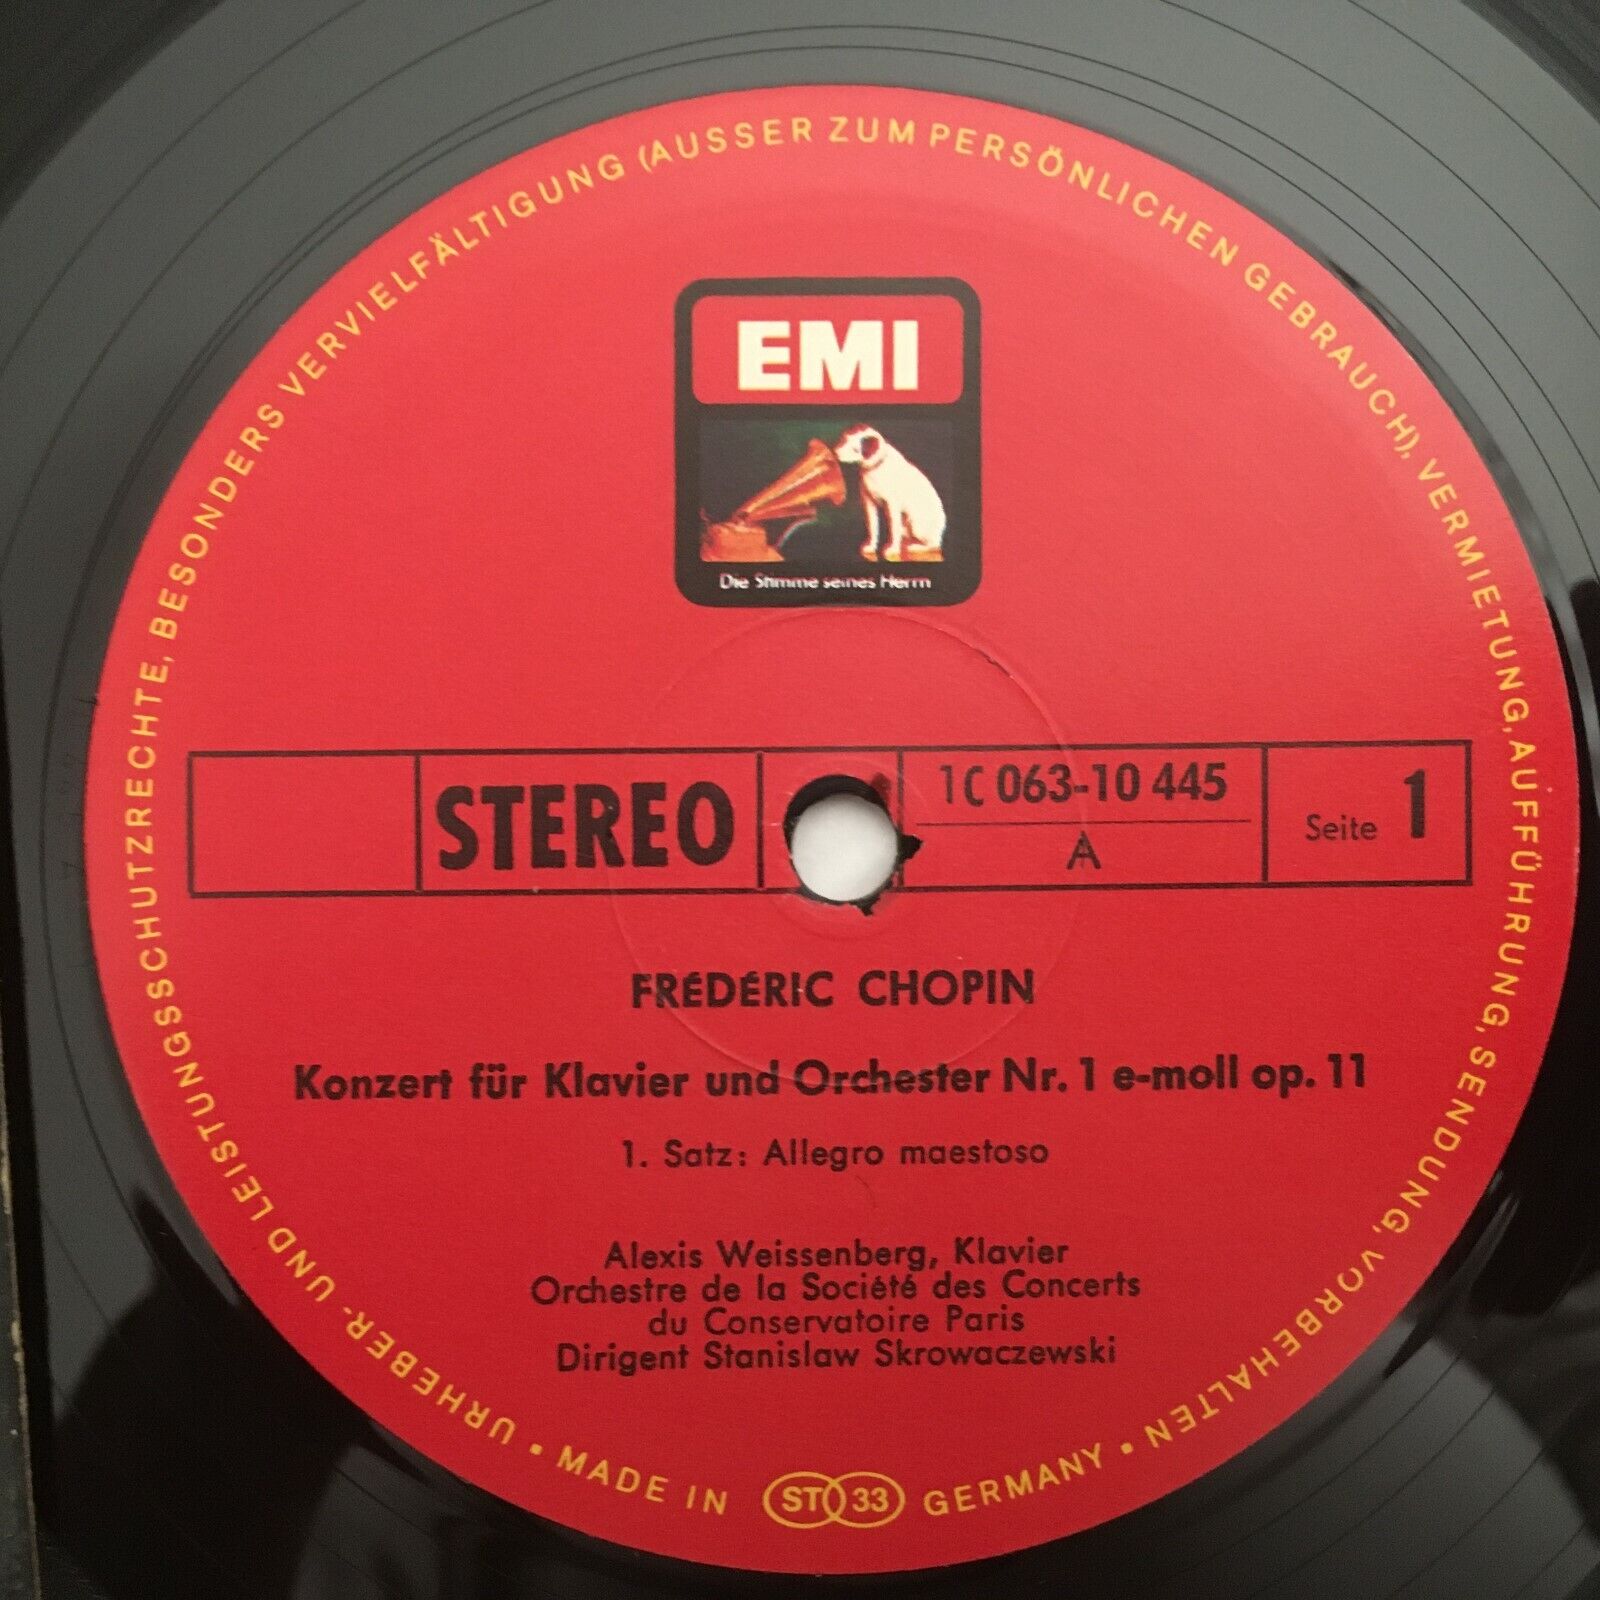 URHEBER- UND LEISTUNGSSCHUTZRECHTE, BESONDERS VERVIELFÄLTIGUNG (AUSSER ZUM PERSÖNLICHEN GEBRAUCH), VERMIETUNG, AUFFÜHRUNG, SENDUNG, VORBEHALTEN •
EMI
Die Stimme seines Herrn
STEREO
1C 063-10 445
A
Seite 1
FRÉDÉRIC CHOPIN
Konzert für Klavier und Orchester Nr. 1 e-moll op. 11
1. Satz: Allegro maestoso
Alexis Weissenberg, Klavier
Orchestre de la Société des Concerts
du Conservatoire Paris
Dirigent Stanislaw Skrowaczewski
• MADE IN ST 33 GERMANY